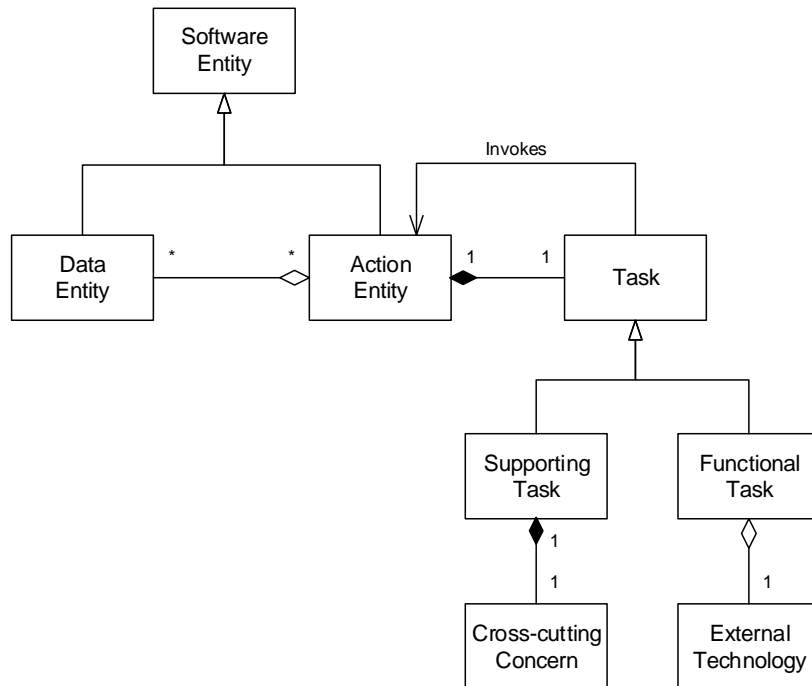 Software
Entity
Invokes
Data
Entity
*
*
Action
Entity
1
1
Task
Supporting
Task
Functional
Task
1
1
1
Cross-cutting
Concern
External
Technology